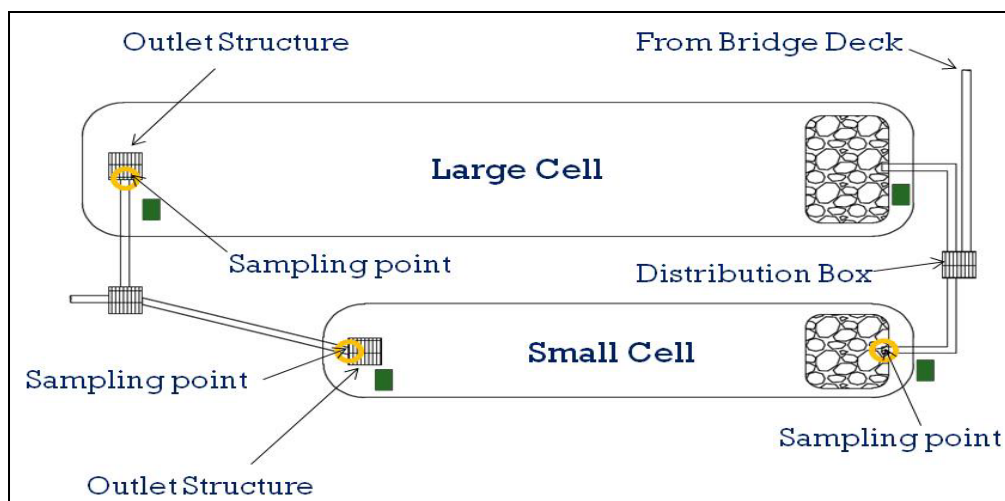 Outlet Structure
From Bridge Deck
Large Cell
Sampling point
Distribution Box
Small Cell
Sampling point
Sampling point
Outlet Structure